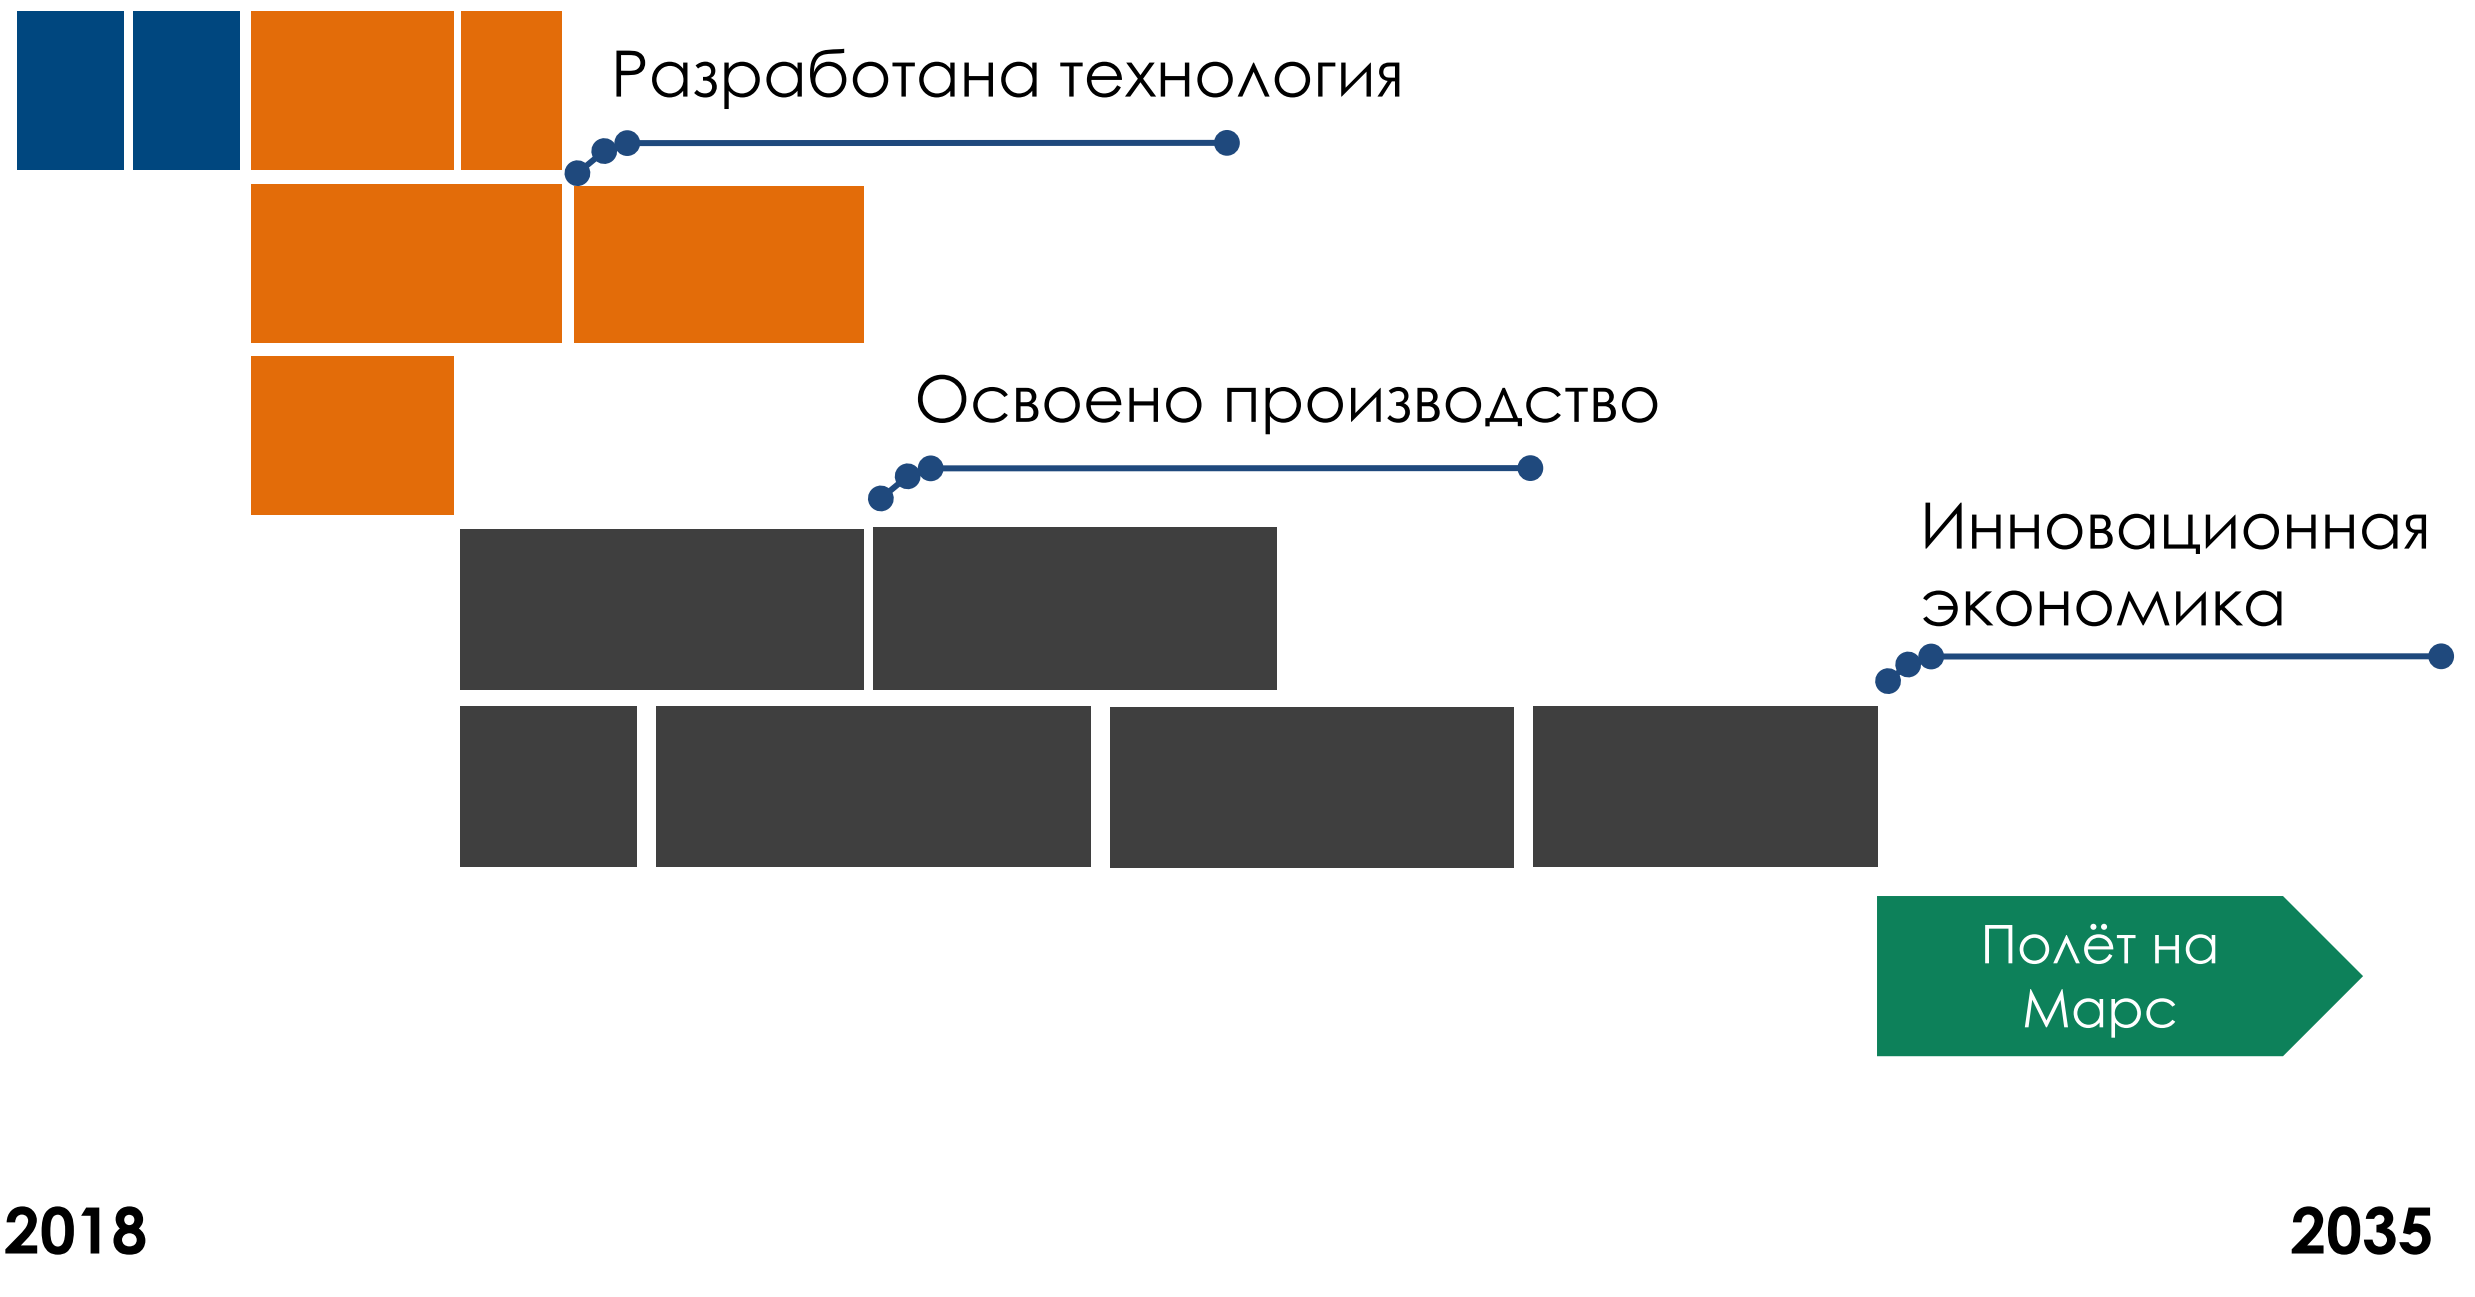 Разработана технология
Освоено производство
Инновационная
экономика
Полёт на
Марс
2018
2035